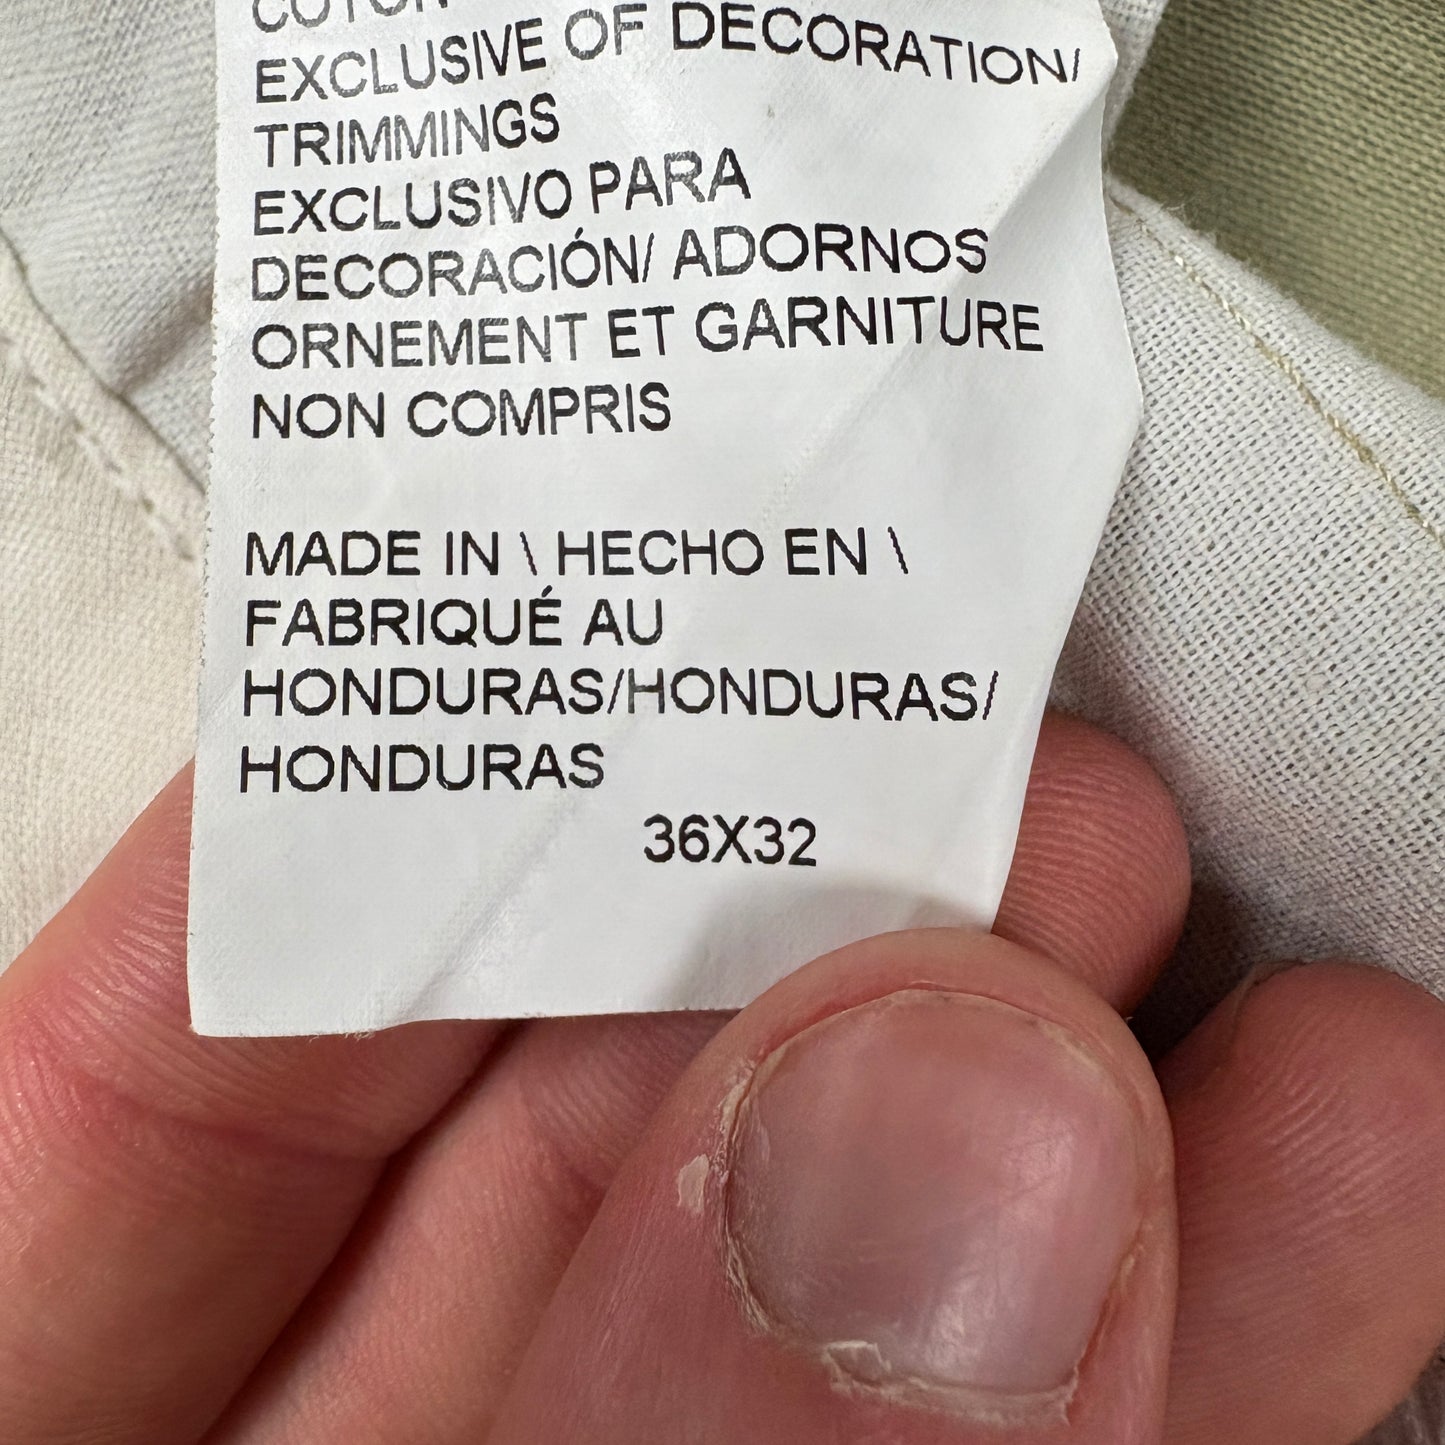 EXCLUSIVE OF DECORATION/
TRIMMINGS
EXCLUSIVO PARA
DECORACIÓN/ ADORNOS
ORNEMENT ET GARNITURE
NON COMPRIS
MADE IN \ HECHO EN \
FABRIQUÉ AU
HONDURAS/HONDURAS/
HONDURAS
36X32